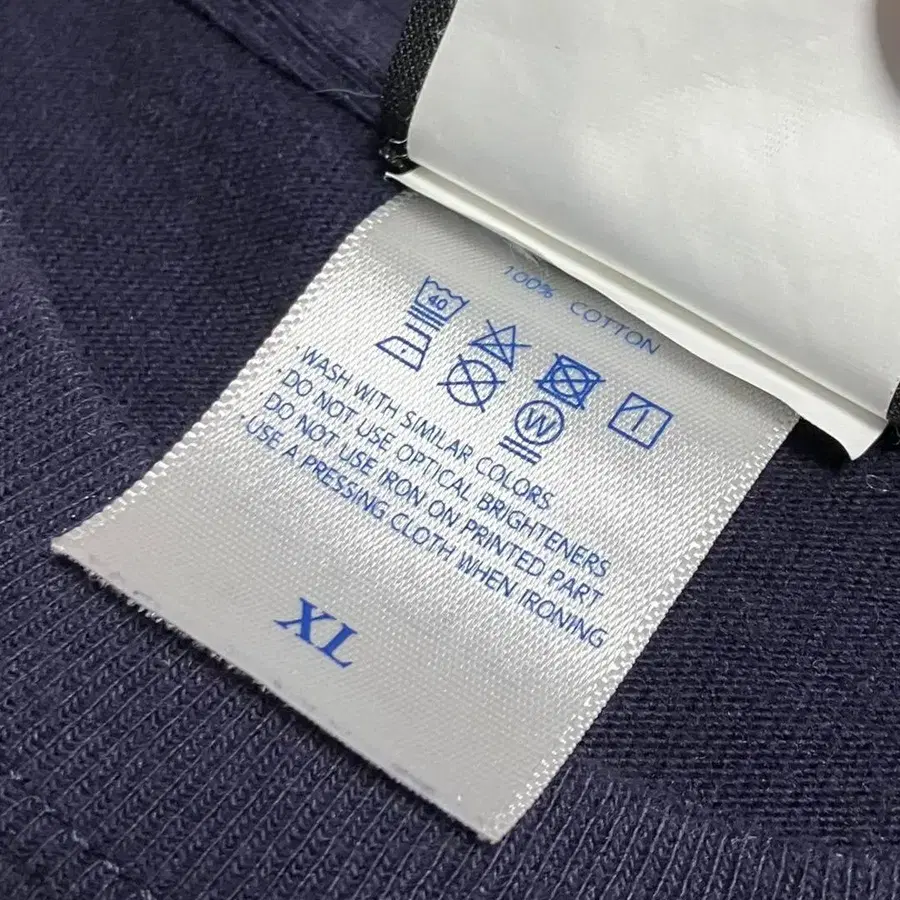 100% COTTON
40
W
· WASH WITH SIMILAR COLORS
· DO NOT USE OPTICAL BRIGHTENERS
DO NOT USE IRON ON PRINTED PART
· USE A PRESSING CLOTH WHEN IRONING
XL